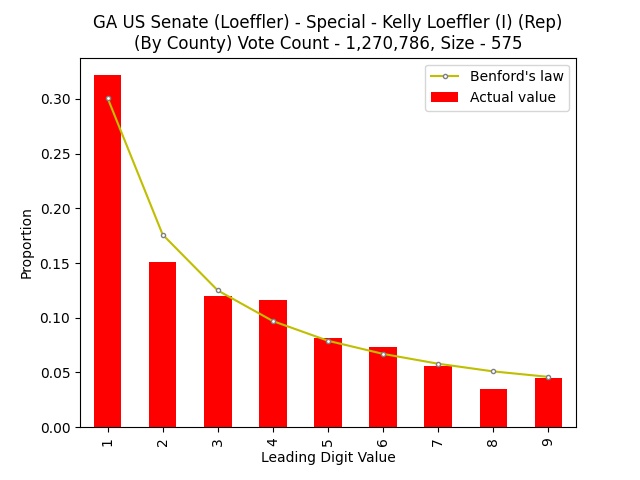 GA US Senate (Loeffler) - Special - Kelly Loeffler (I) (Rep)
(By County) Vote Count - 1,270,786, Size - 575
Benford's law
Actual value
0.30
0.25
0.20
0.15
0.10
0.05
0.00
Proportion
1 2 3 4 5 6 7 8 9
Leading Digit Value